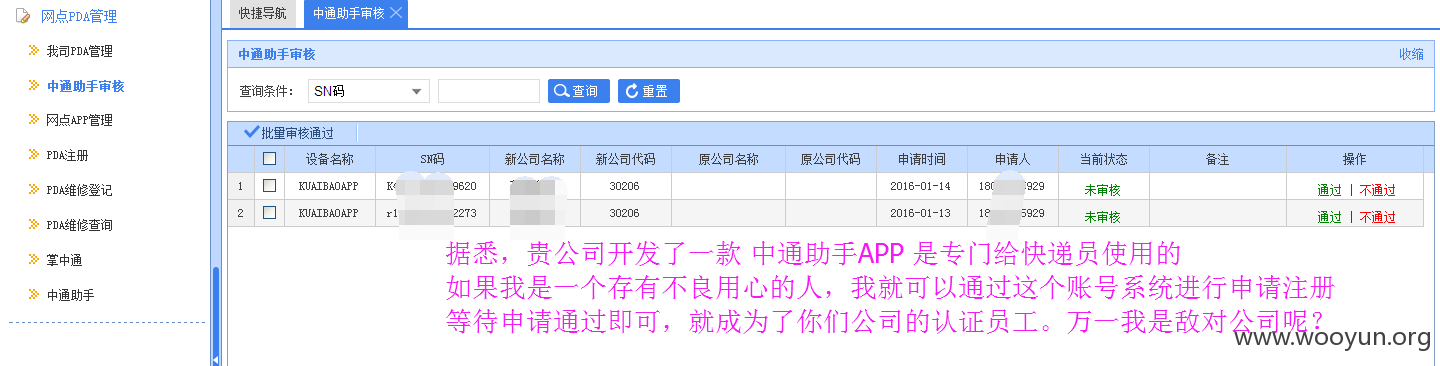 网点PDA管理
我司PDA管理
中通助手审核
网点APP管理
PDA注册
PDA维修登记
PDA维修查询
掌中通
中通助手
快捷导航 中通助手审核
中通助手审核 收缩
查询条件： SN码 查询 重置
批量审核通过
设备名称 SN码 新公司名称 新公司代码 原公司名称 原公司代码 申请时间 申请人 当前状态 备注 操作
1 KUAIBAOAPP 9620 30206 2016-01-14 180 929 未审核 通过 | 不通过
2 KUAIBAOAPP r1 2273 30206 2016-01-13 18 5929 未审核 通过 | 不通过
据悉，贵公司开发了一款 中通助手APP 是专门给快递员使用的
如果我是一个存有不良用心的人，我就可以通过这个账号系统进行申请注册
等待申请通过即可，就成为了你们公司的认证员工。万一我是敌对公司呢？
www.wooyun.org